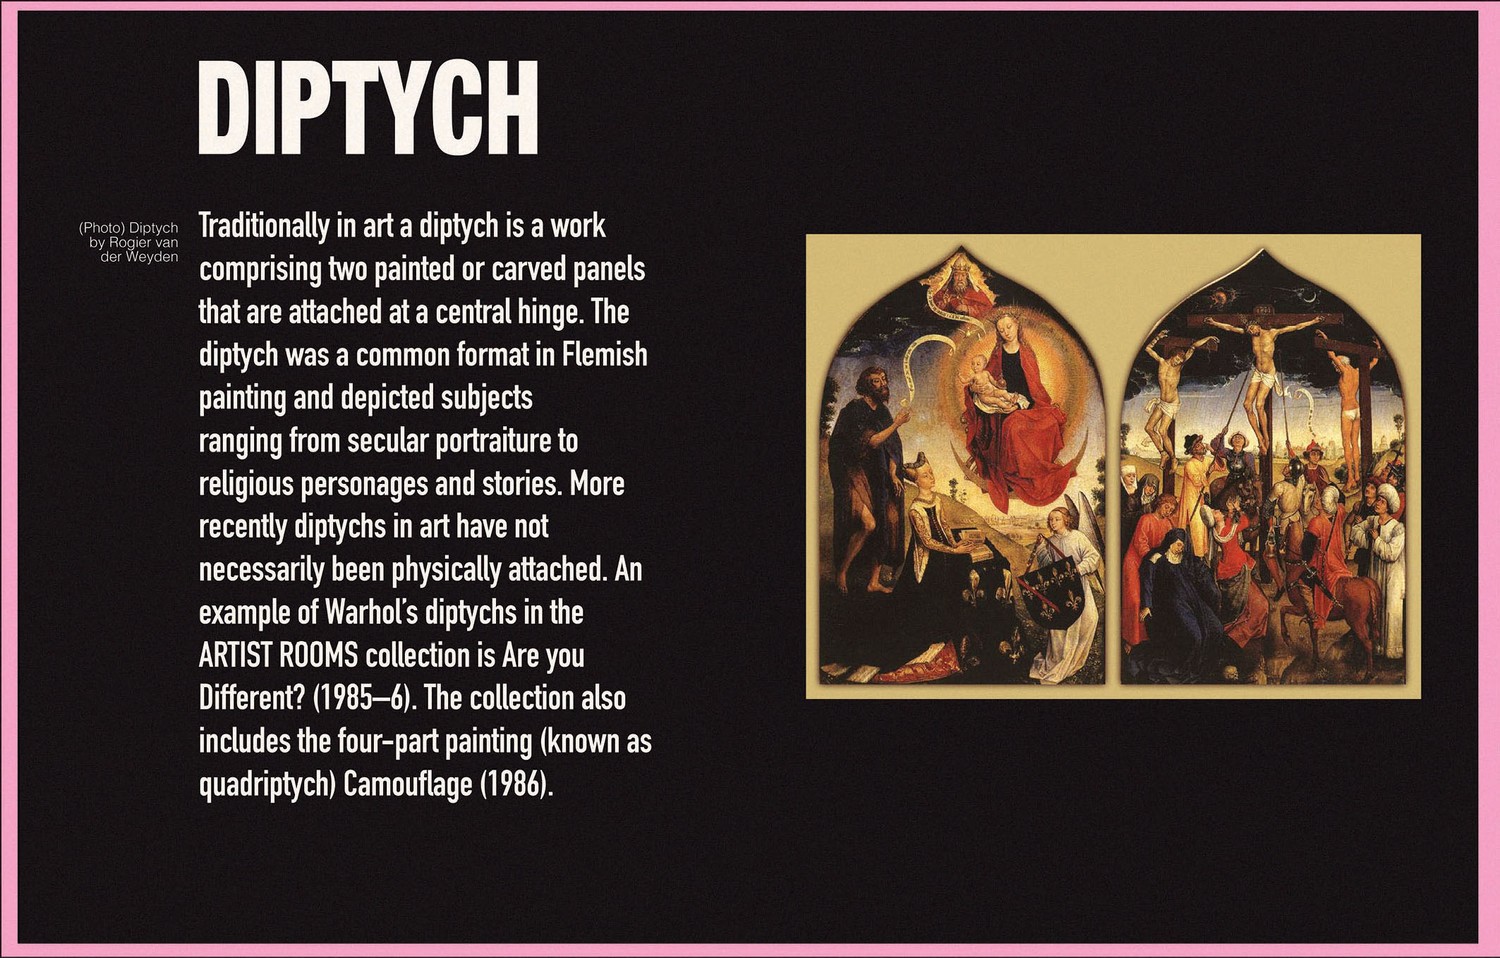 DIPTYCH
(Photo) Diptych
by Rogier van
der Weyden
Traditionally in art a diptych is a work
comprising two painted or carved panels
that are attached at a central hinge. The
diptych was a common format in Flemish
painting and depicted subjects
ranging from secular portraiture to
religious personages and stories. More
recently diptychs in art have not
necessarily been physically attached. An
example of Warhol’s diptychs in the
ARTIST ROOMS collection is Are you
Different? (1985–6). The collection also
includes the four-part painting (known as
quadriptych) Camouflage (1986).